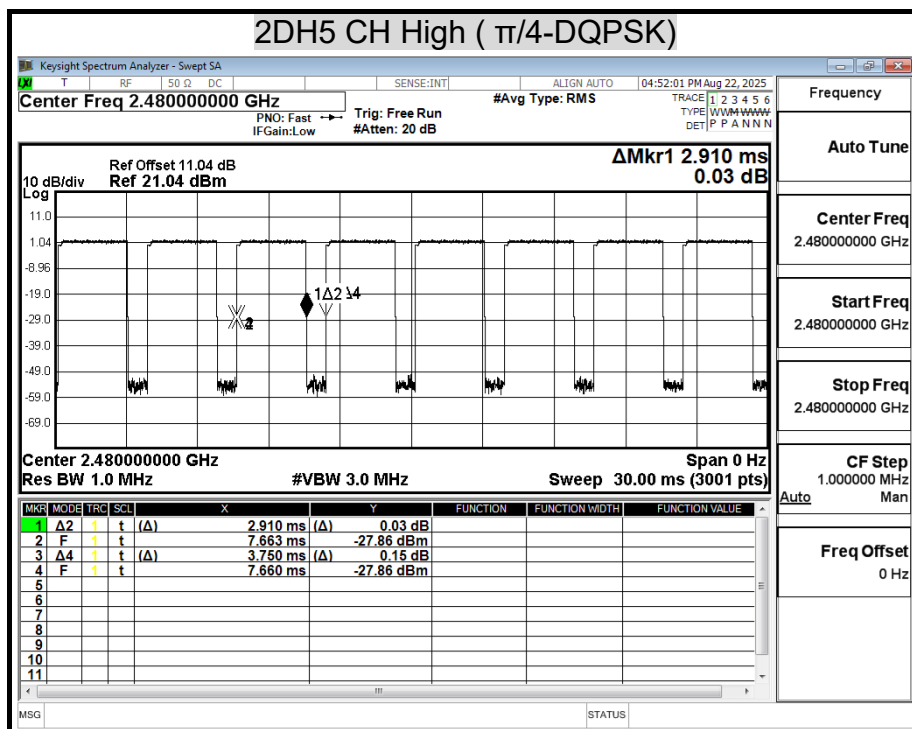 2DH5 CH High ( π/4-DQPSK)
Keysight Spectrum Analyzer - Swept SA
LXI T RF 50 Ω DC SENSE:INT ALIGN AUTO 04:52:01 PM Aug 22, 2025
Center Freq 2.480000000 GHz
PNO: Fast
IFGain:Low
Trig: Free Run
#Atten: 20 dB
#Avg Type: RMS
TRACE 1 2 3 4 5 6
TYPE WWMWWWW
DET P P A N N N
Frequency
ΔMkr1 2.910 ms
0.03 dB
Ref Offset 11.04 dB
10 dB/div Ref 21.04 dBm
Log
11.0
1.04
-8.96
-19.0
-29.0
-39.0
-49.0
-59.0
-69.0
1Δ2
Center 2.480000000 GHz Span 0 Hz
Res BW 1.0 MHz #VBW 3.0 MHz Sweep 30.00 ms (3001 pts)
MKR MODE TRC SCL X Y FUNCTION FUNCTION WIDTH FUNCTION VALUE
1 Δ2 1 t (Δ) 2.910 ms (Δ) 0.03 dB
2 F 1 t 7.663 ms -27.86 dBm
3 Δ4 1 t (Δ) 3.750 ms (Δ) 0.15 dB
4 F 1 t 7.660 ms -27.86 dBm
5
6
7
8
9
10
11
MSG STATUS
Auto Tune
Center Freq
2.480000000 GHz
Start Freq
2.480000000 GHz
Stop Freq
2.480000000 GHz
CF Step
1.000000 MHz
Auto Man
Freq Offset
0 Hz